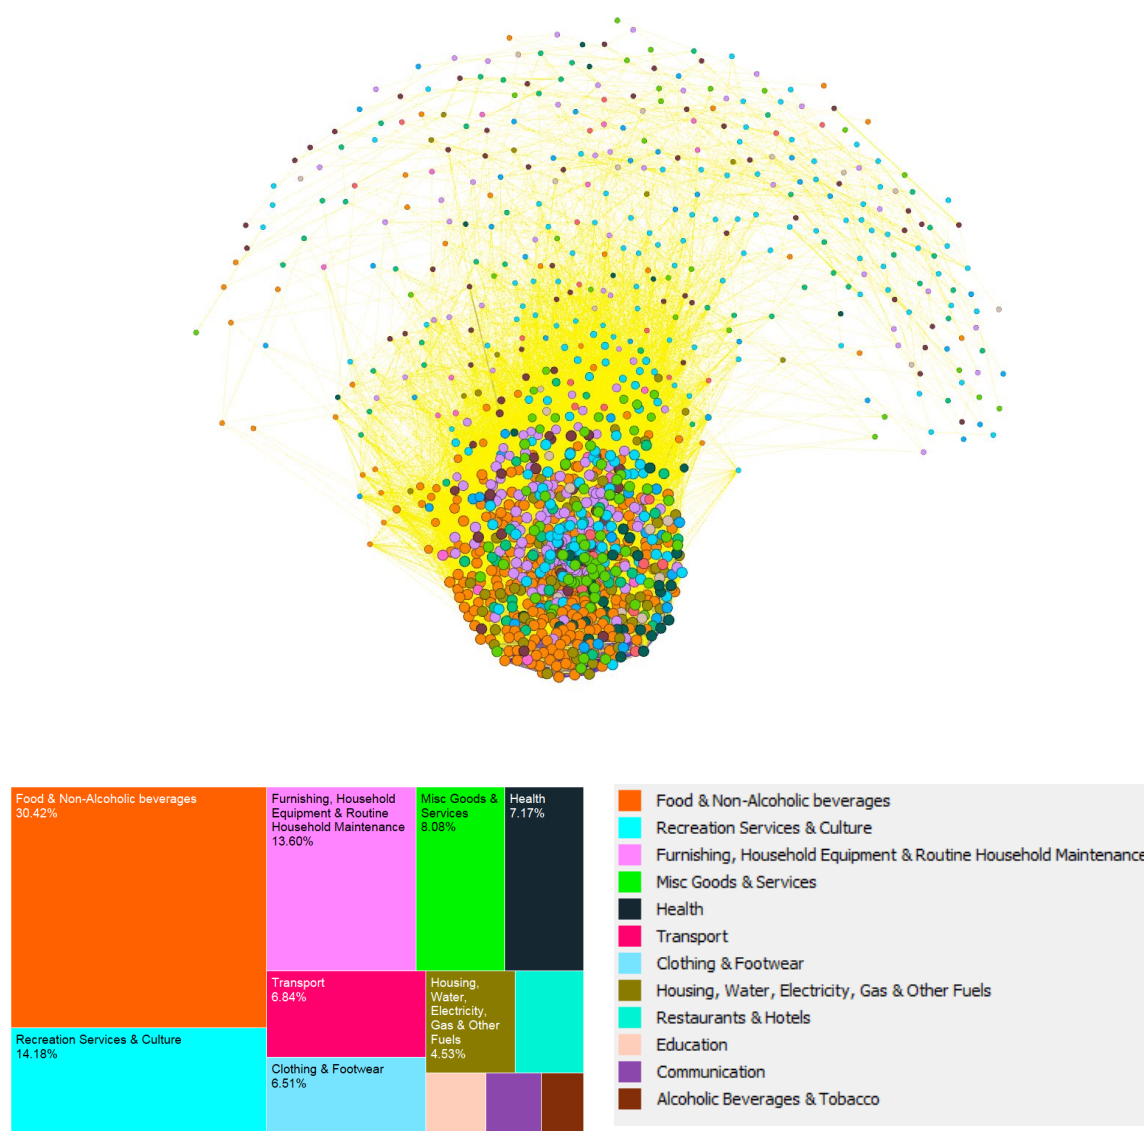 Food & Non-Alcoholic beverages
30.42%
Furnishing, Household
Equipment & Routine
Household Maintenance
13.60%
Misc Goods &
Services
8.08%
Health
7.17%
Transport
6.84%
Housing,
Water,
Electricity,
Gas & Other
Fuels
4.53%
Recreation Services & Culture
14.18%
Clothing & Footwear
6.51%
Food & Non-Alcoholic beverages
Recreation Services & Culture
Furnishing, Household Equipment & Routine Household Maintenance
Misc Goods & Services
Health
Transport
Clothing & Footwear
Housing, Water, Electricity, Gas & Other Fuels
Restaurants & Hotels
Education
Communication
Alcoholic Beverages & Tobacco